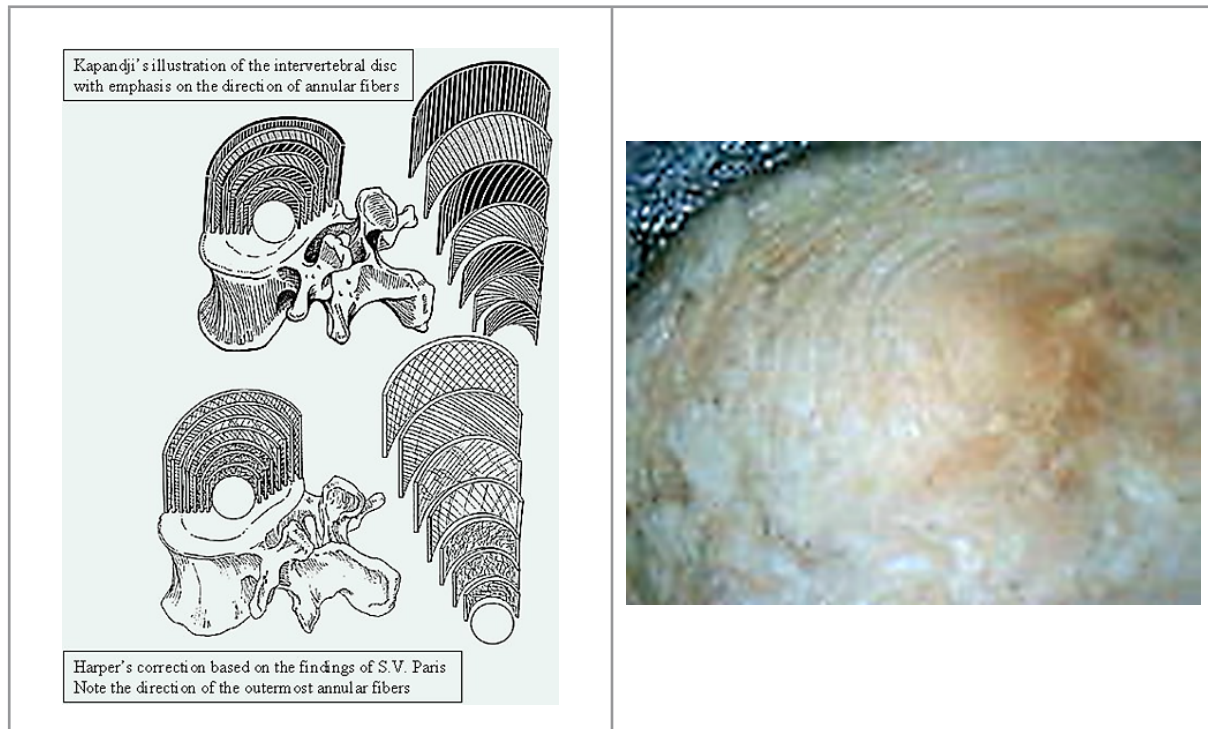 Kapandji's illustration of the intervertebral disc
with emphasis on the direction of annular fibers
Harper's correction based on the findings of S.V. Paris
Note the direction of the outermost annular fibers